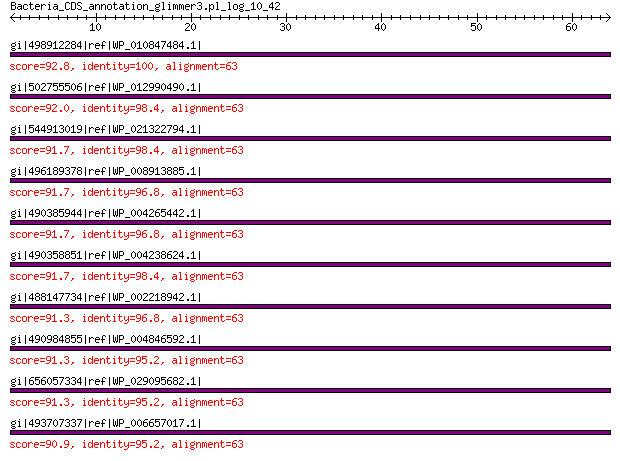 Bacteria_CDS_annotation_glimmer3.pl_log_10_42
10 20 30 40 50 60
gi|498912284|ref|WP_010847484.1|
score=92.8, identity=100, alignment=63
gi|502755506|ref|WP_012990490.1|
score=92.0, identity=98.4, alignment=63
gi|544913019|ref|WP_021322794.1|
score=91.7, identity=98.4, alignment=63
gi|496189378|ref|WP_008913885.1|
score=91.7, identity=96.8, alignment=63
gi|490385944|ref|WP_004265442.1|
score=91.7, identity=96.8, alignment=63
gi|490358851|ref|WP_004238624.1|
score=91.7, identity=98.4, alignment=63
gi|488147734|ref|WP_002218942.1|
score=91.3, identity=96.8, alignment=63
gi|490984855|ref|WP_004846592.1|
score=91.3, identity=95.2, alignment=63
gi|656057334|ref|WP_029095682.1|
score=91.3, identity=95.2, alignment=63
gi|493707337|ref|WP_006657017.1|
score=90.9, identity=95.2, alignment=63